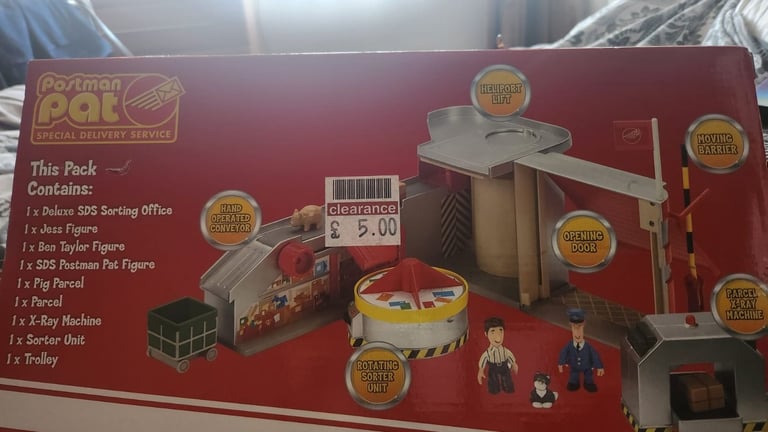 Postman
Pat
SPECIAL DELIVERY SERVICE
This Pack
Contains:
1 x Deluxe SDS Sorting Office
1 x Jess Figure
1 x Ben Taylor Figure
1 x SDS Postman Pat Figure
1 x Pig Parcel
1 x Parcel
1 x X-Ray Machine
1 x Sorter Unit
1 x Trolley
HAND
OPERATED
CONVEYOR
clearance
£ 5.00
HELIPORT
LIFT
MOVING
BARRIER
OPENING
DOOR
PARCEL
X-RAY
MACHINE
ROTATING
SORTER
UNIT